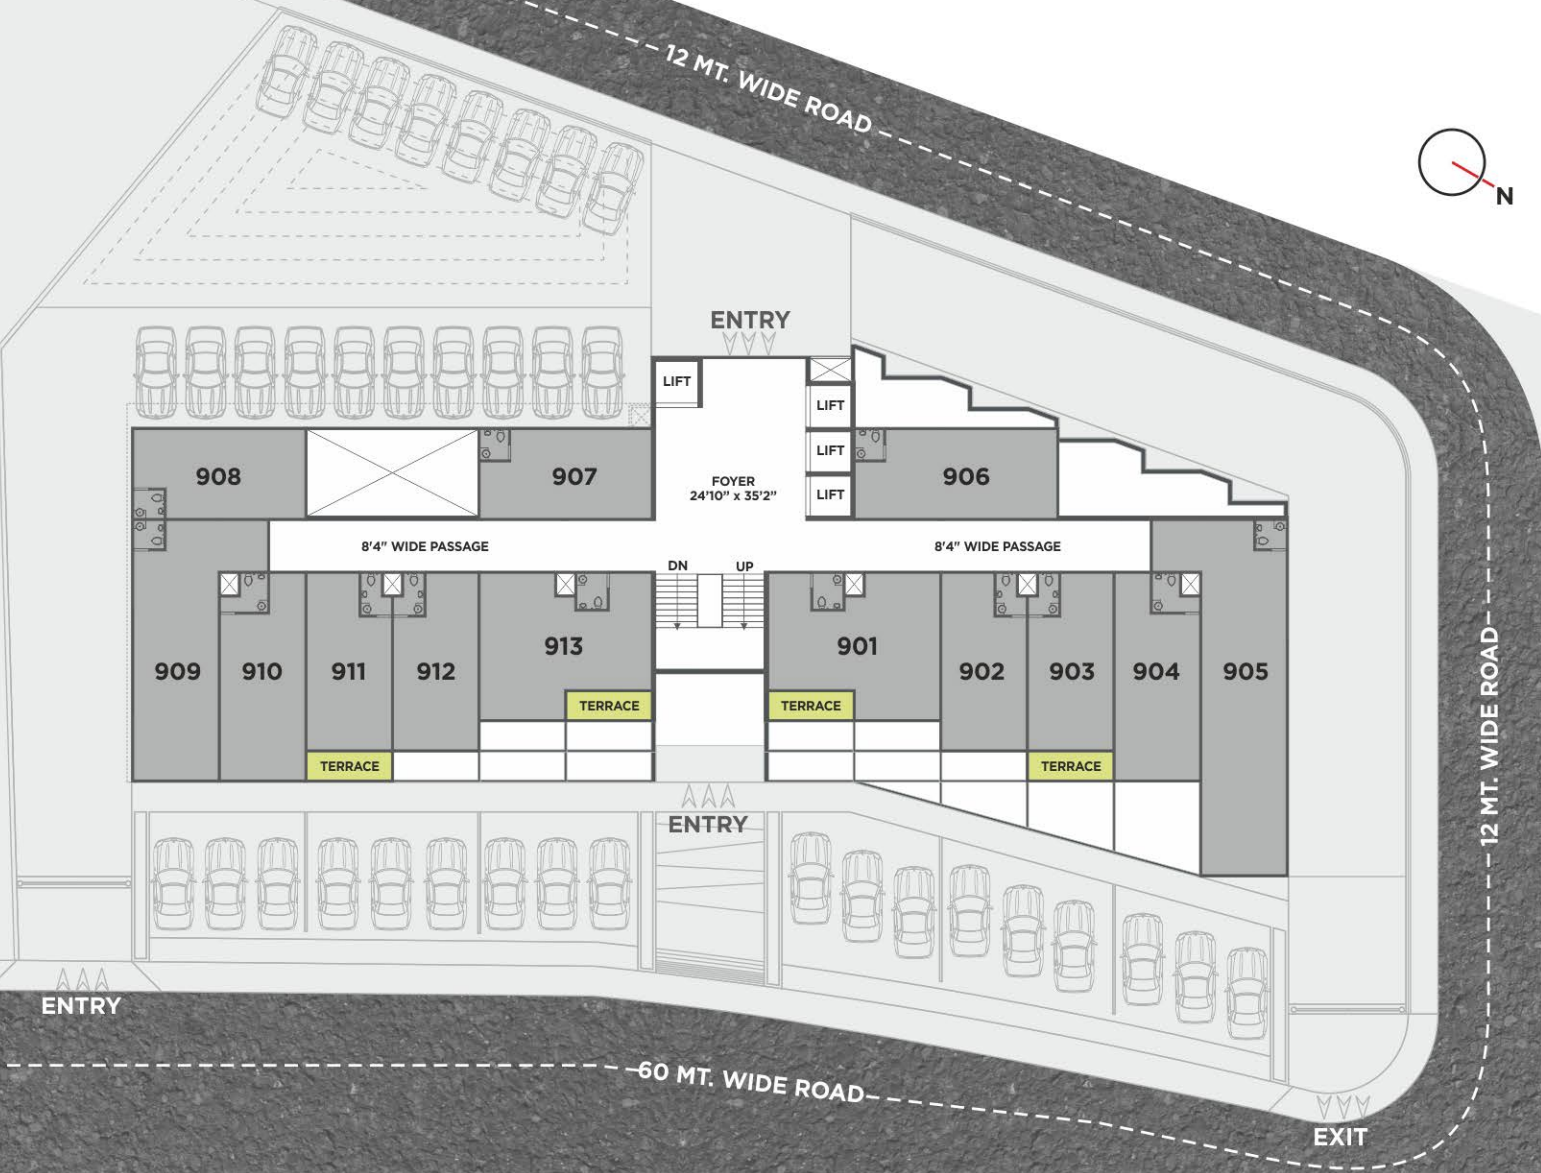 12 MT. WIDE ROAD
N
ENTRY
LIFT
LIFT
908
907
LIFT
906
FOYER
24'10" x 35'2"
LIFT
8'4" WIDE PASSAGE
8'4" WIDE PASSAGE
DN
UP
913
901
909
910
911
912
902
903
904
905
TERRACE
TERRACE
12 MT. WIDE ROAD
TERRACE
TERRACE
ENTRY
ENTRY
60 MT. WIDE ROAD
EXIT